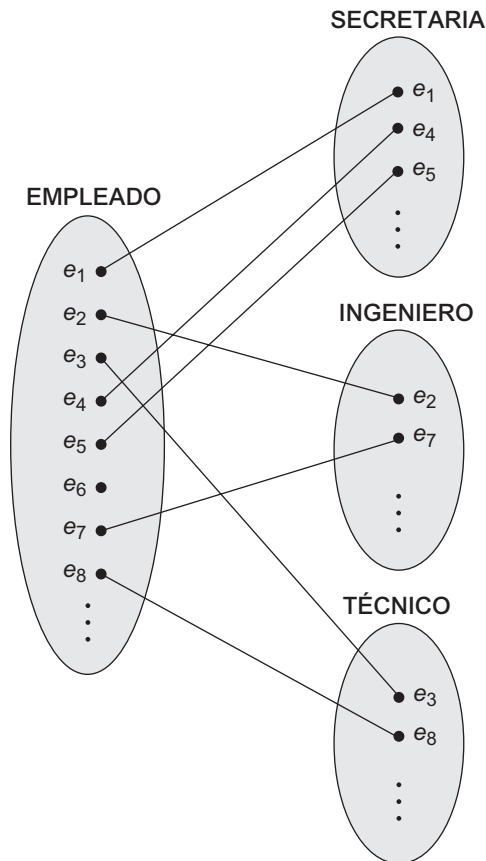 SECRETARIA
e1
e4
e5
EMPLEADO
e1
e2
e3
e4
e5
e6
e7
e8
INGENIERO
e2
e7
TÉCNICO
e3
e8